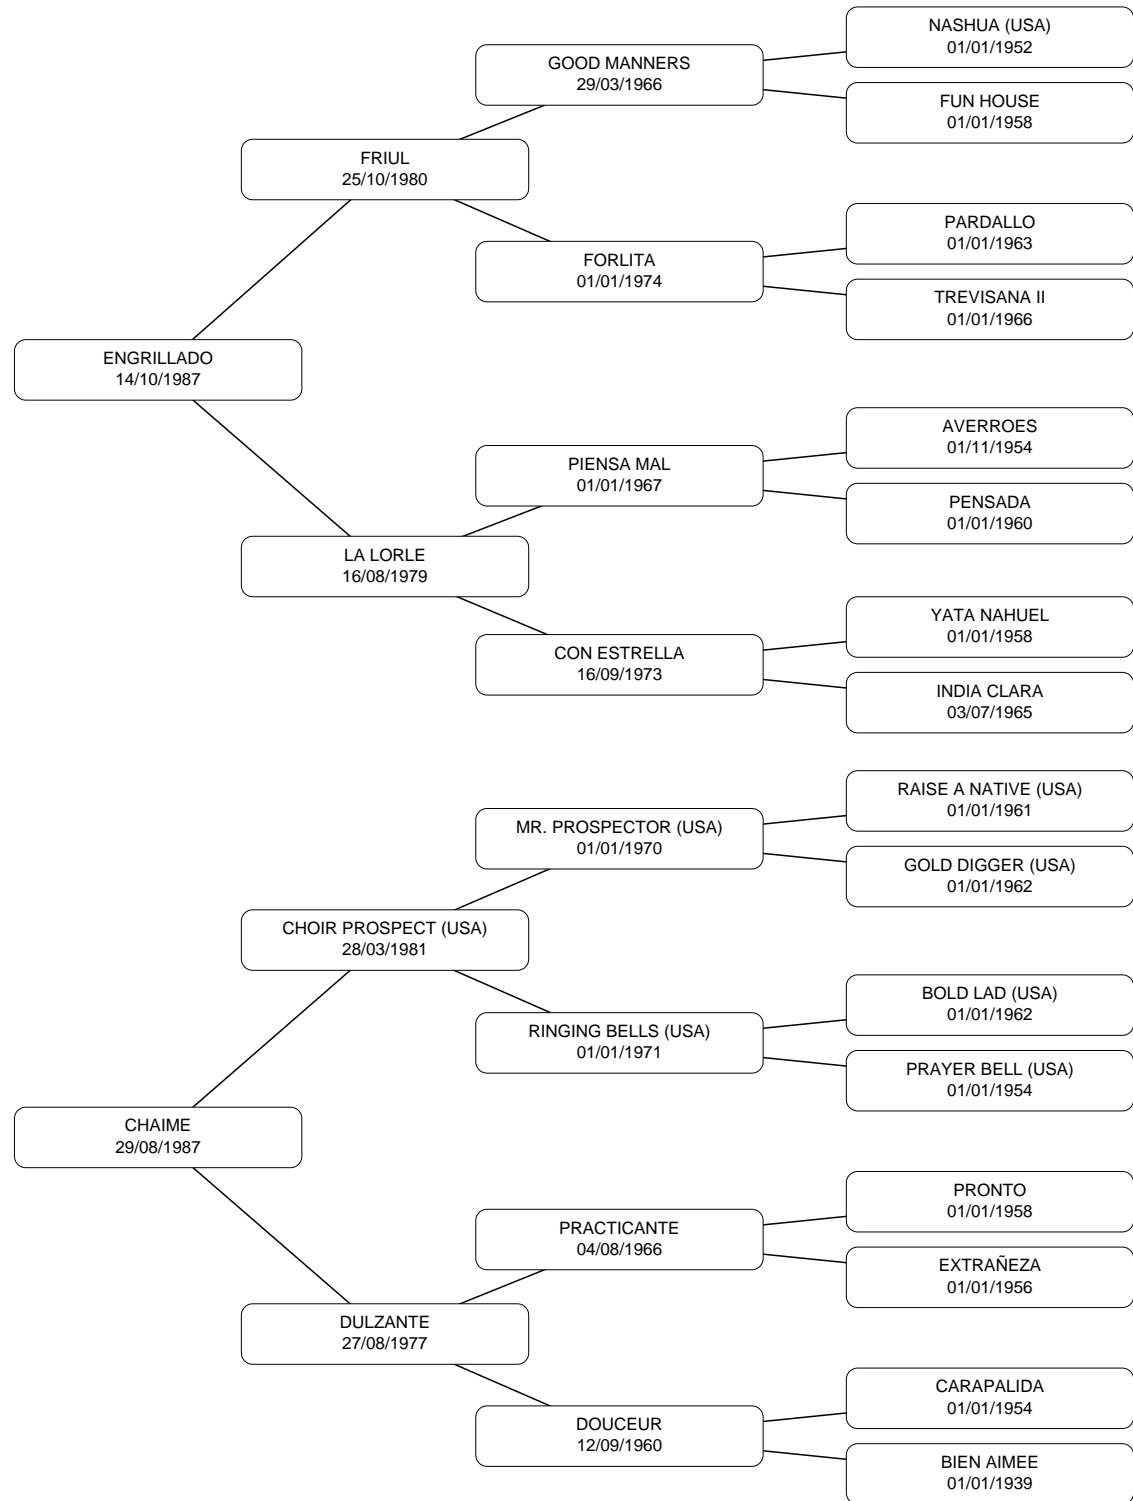 NASHUA (USA)
01/01/1952
GOOD MANNERS
29/03/1966
FUN HOUSE
01/01/1958
FRIUL
25/10/1980
PARDALLO
01/01/1963
FORLITA
01/01/1974
TREVISANA II
01/01/1966
ENGRILLADO
14/10/1987
AVERROES
01/11/1954
PIENSA MAL
01/01/1967
PENSADA
01/01/1960
LA LORLE
16/08/1979
YATA NAHUEL
01/01/1958
CON ESTRELLA
16/09/1973
INDIA CLARA
03/07/1965
RAISE A NATIVE (USA)
01/01/1961
MR. PROSPECTOR (USA)
01/01/1970
GOLD DIGGER (USA)
01/01/1962
CHOIR PROSPECT (USA)
28/03/1981
BOLD LAD (USA)
01/01/1962
RINGING BELLS (USA)
01/01/1971
PRAYER BELL (USA)
01/01/1954
CHAIME
29/08/1987
PRONTO
01/01/1958
PRACTICANTE
04/08/1966
EXTRAÑEZA
01/01/1956
DULZANTE
27/08/1977
CARAPALIDA
01/01/1954
DOUCEUR
12/09/1960
BIEN AIMEE
01/01/1939